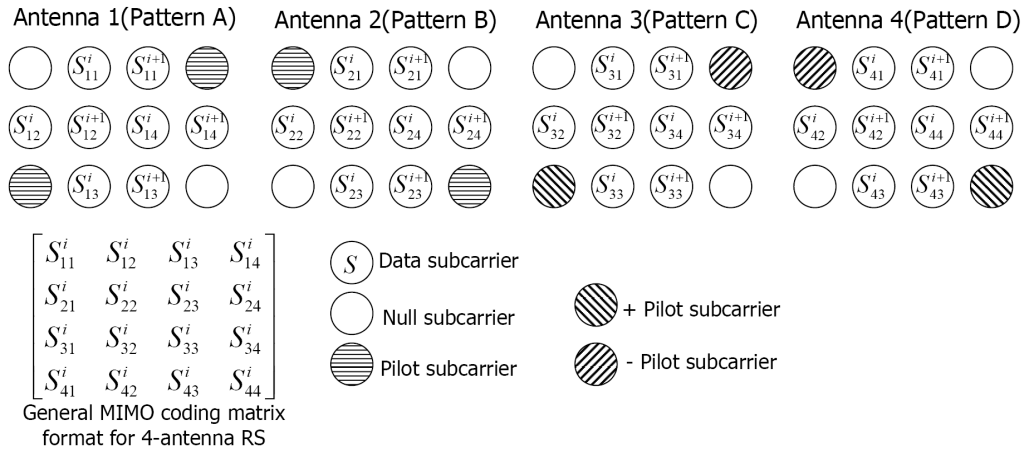 Antenna 1(Pattern A) Antenna 2(Pattern B) Antenna 3(Pattern C) Antenna 4(Pattern D)
S^i_11 S^{i+1}_11 S^i_21 S^{i+1}_21 S^i_31 S^{i+1}_31 S^i_41 S^{i+1}_41
S^i_12 S^{i+1}_12 S^i_14 S^{i+1}_14 S^i_22 S^{i+1}_22 S^i_24 S^{i+1}_24 S^i_32 S^{i+1}_32 S^i_34 S^{i+1}_34 S^i_42 S^{i+1}_42 S^i_44 S^{i+1}_44
S^i_13 S^{i+1}_13 S^i_23 S^{i+1}_23 S^i_33 S^{i+1}_33 S^i_43 S^{i+1}_43
S^i_11 S^i_12 S^i_13 S^i_14
S^i_21 S^i_22 S^i_23 S^i_24
S^i_31 S^i_32 S^i_33 S^i_34
S^i_41 S^i_42 S^i_43 S^i_44
General MIMO coding matrix
format for 4-antenna RS
S Data subcarrier
Null subcarrier
Pilot subcarrier
+ Pilot subcarrier
- Pilot subcarrier